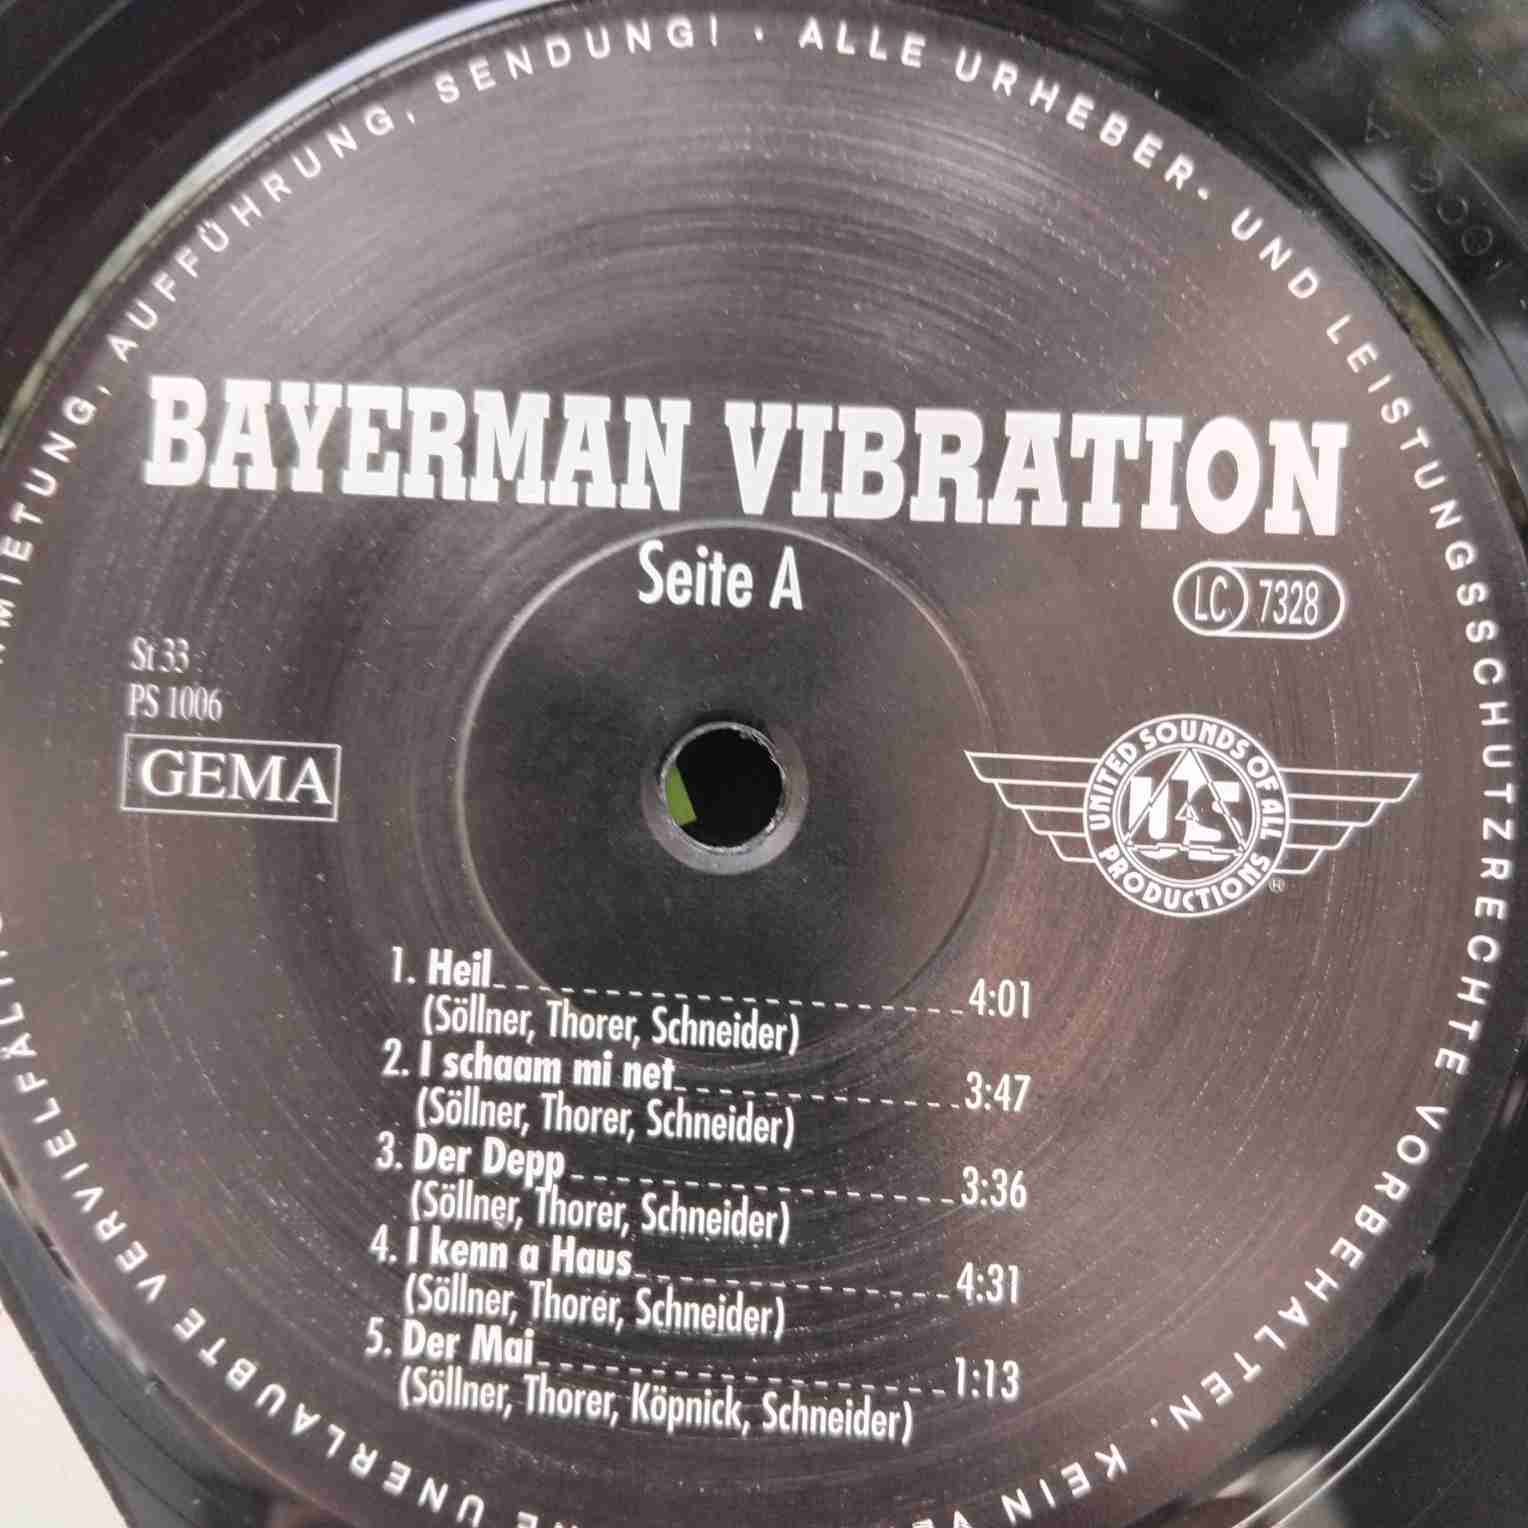 BAYERMAN VIBRATION
Seite A
LC 7328
St 33
PS 1006
GEMA
UNITED SOUNDS OF ALL
PRODUCTIONS ®
1. Heil 4:01
(Söllner, Thorer, Schneider)
2. I schaam mi net 3:47
(Söllner, Thorer, Schneider)
3. Der Depp 3:36
(Söllner, Thorer, Schneider)
4. I kenn a Haus 4:31
(Söllner, Thorer, Schneider)
5. Der Mai 1:13
(Söllner, Thorer, Köpnick, Schneider)
ALLE URHEBER- UND LEISTUNGSSCHUTZRECHTE VORBEHALTEN. KEIN
UNERLAUBTE
AUFFÜHRUNG, SENDUNG! ·